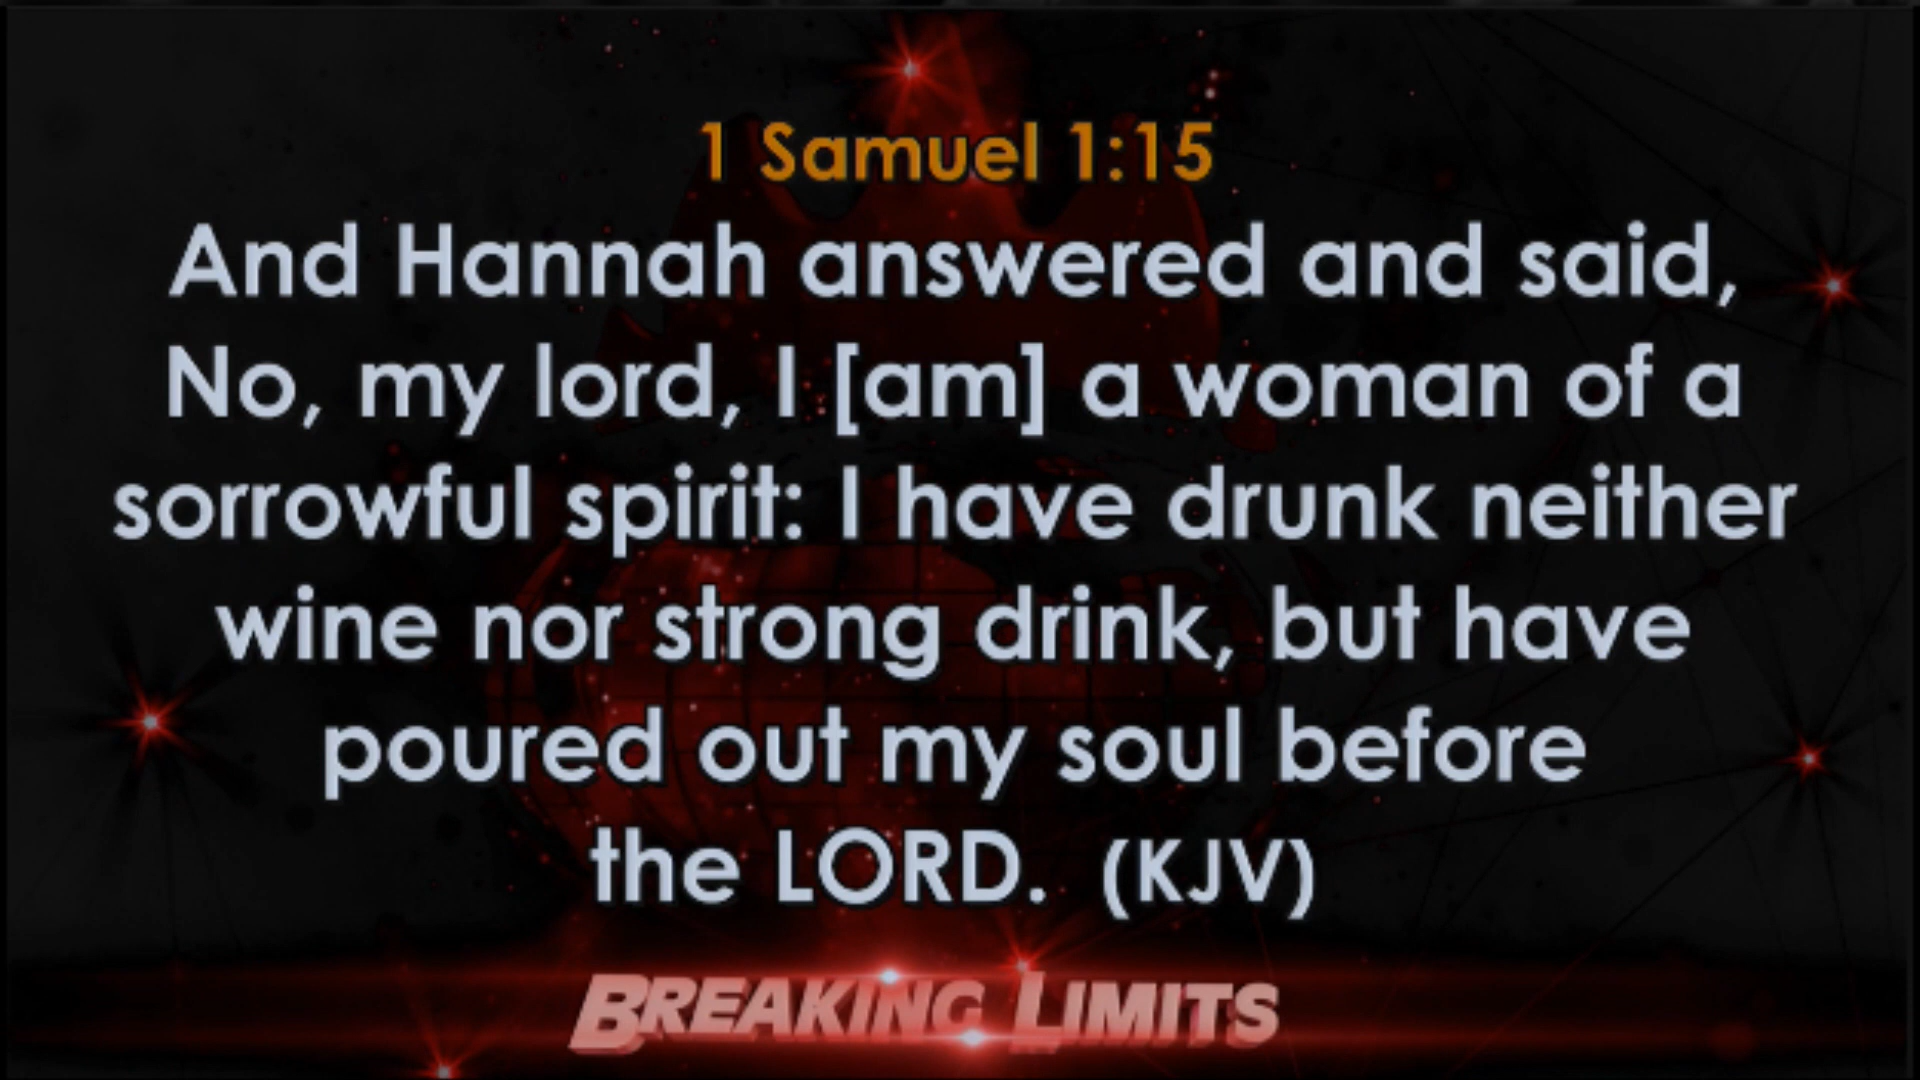 1 Samuel 1:15
And Hannah answered and said,
No, my lord, I [am] a woman of a
sorrowful spirit: I have drunk neither
wine nor strong drink, but have
poured out my soul before
the LORD.  (KJV)
BREAKING LIMITS